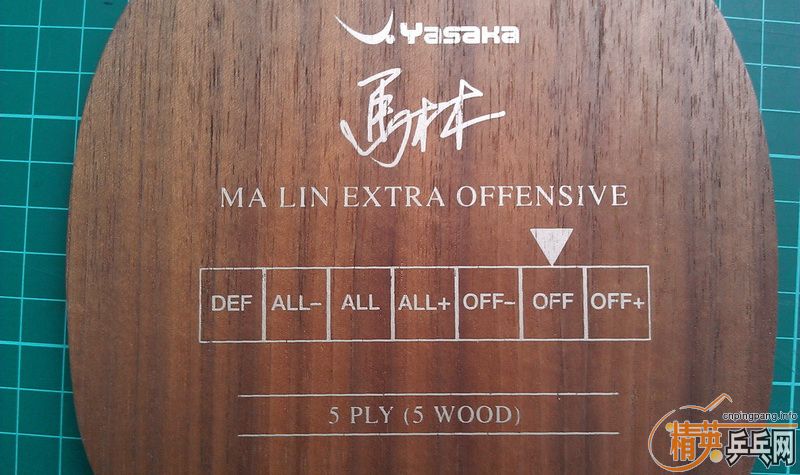 Yasaka
馬林
MA LIN EXTRA OFFENSIVE
DEF ALL- ALL ALL+ OFF- OFF OFF+
5 PLY (5 WOOD)
cnpingpang.info
精英乒乓网